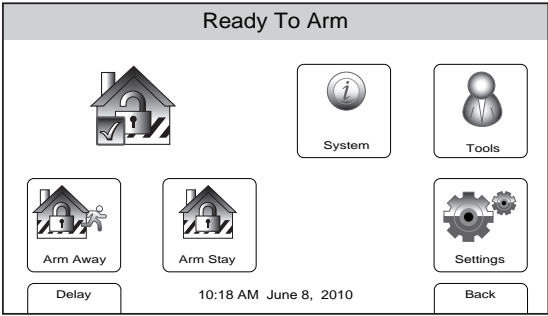 Ready To Arm
System
Tools
Arm Away
Arm Stay
Settings
Delay
10:18 AM June 8, 2010
Back